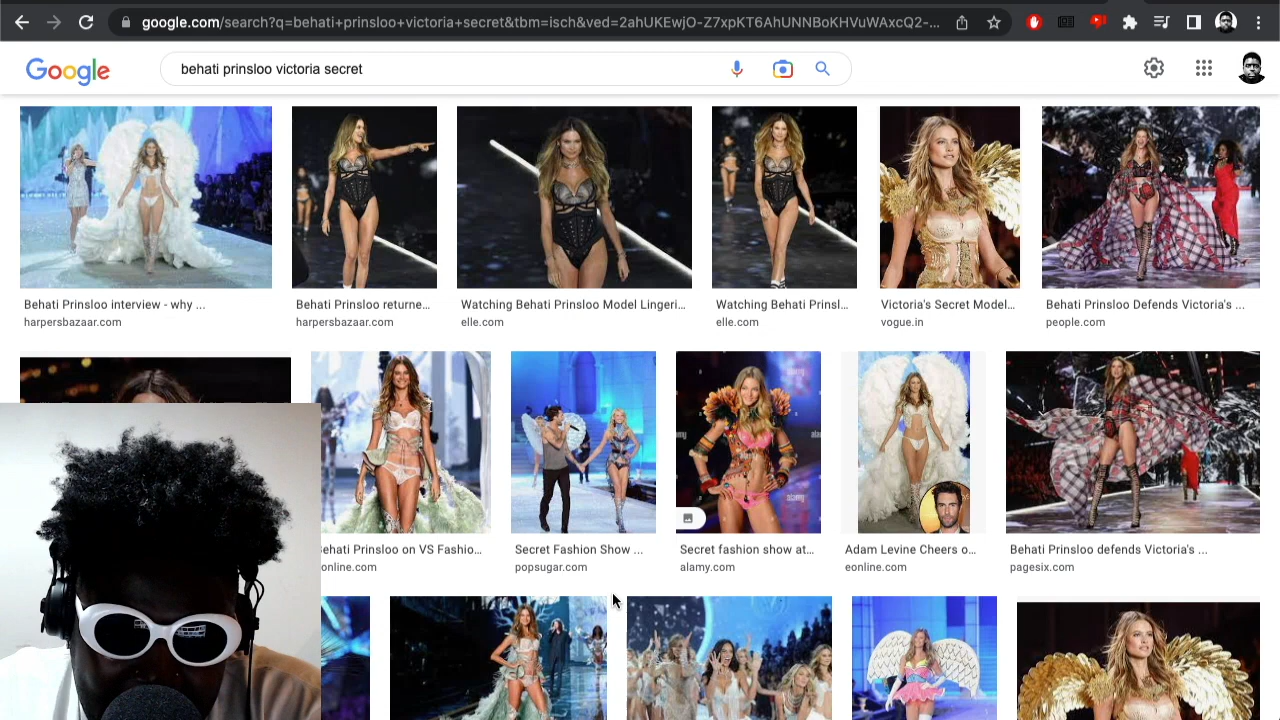 google.com/search?q=behati+prinsloo+victoria+secret&tbm=isch&ved=2ahUKEwjO-Z7xpKT6AhUNNBoKHVuWAxcQ2-...
Google
behati prinsloo victoria secret
Behati Prinsloo interview - why ...
harpersbazaar.com
Behati Prinsloo returne...
harpersbazaar.com
Watching Behati Prinsloo Model Lingeri...
elle.com
Watching Behati Prinsl...
elle.com
Victoria's Secret Model...
vogue.in
Behati Prinsloo Defends Victoria's ...
people.com
ehati Prinsloo on VS Fashio...
online.com
Secret Fashion Show ...
popsugar.com
Secret fashion show at...
alamy.com
Adam Levine Cheers o...
eonline.com
Behati Prinsloo defends Victoria's ...
pagesix.com